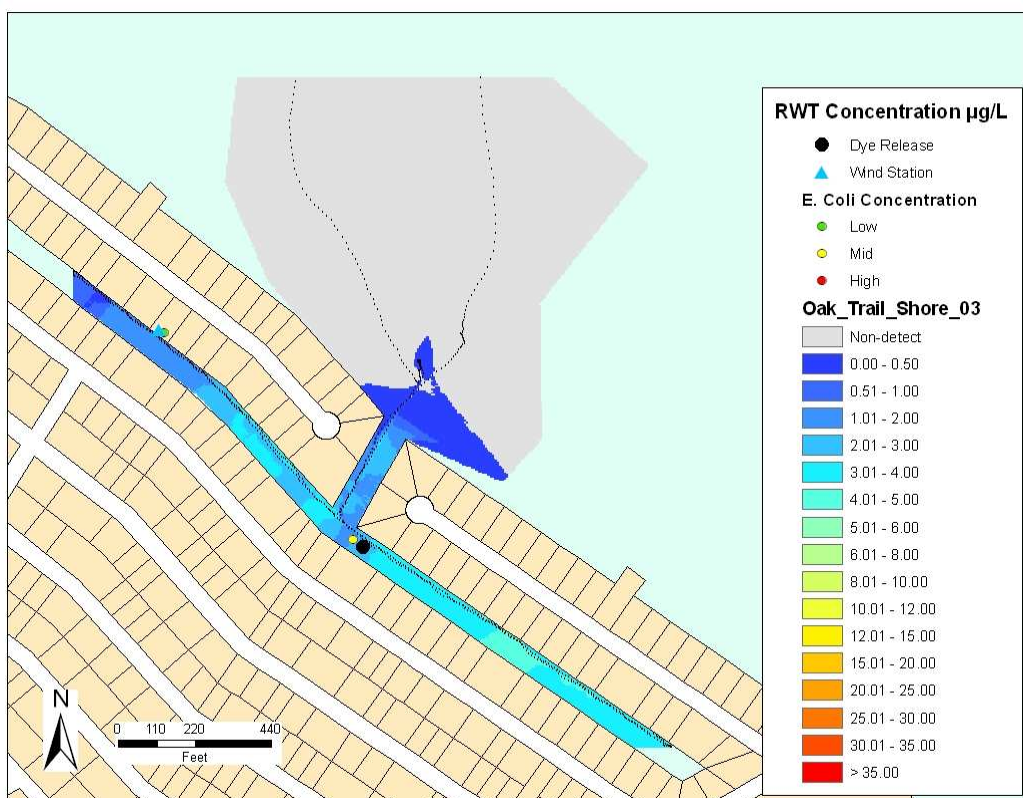 RWT Concentration µg/L
Dye Release
Wind Station
E. Coli Concentration
Low
Mid
High
Oak_Trail_Shore_03
Non-detect
0.00 - 0.50
0.51 - 1.00
1.01 - 2.00
2.01 - 3.00
3.01 - 4.00
4.01 - 5.00
5.01 - 6.00
6.01 - 8.00
8.01 - 10.00
10.01 - 12.00
12.01 - 15.00
15.01 - 20.00
20.01 - 25.00
25.01 - 30.00
30.01 - 35.00
> 35.00
N
0 110 220 440
Feet